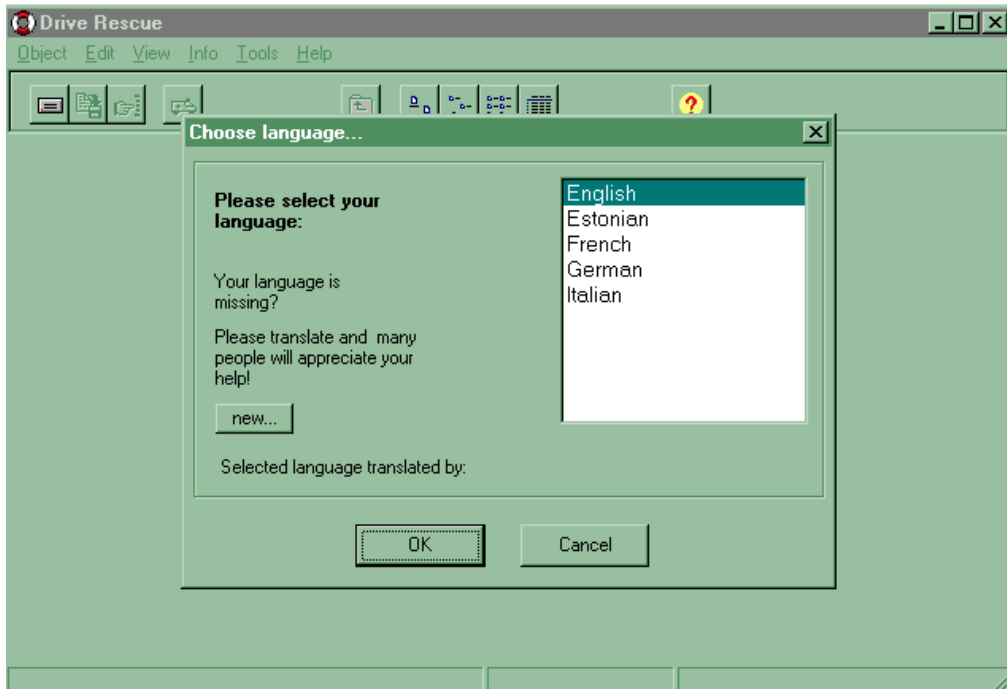 Drive Rescue
Object Edit View Info Tools Help
Choose language...
Please select your
language:
Your language is
missing?
Please translate and many
people will appreciate your
help!
new...
Selected language translated by:
English
Estonian
French
German
Italian
OK Cancel